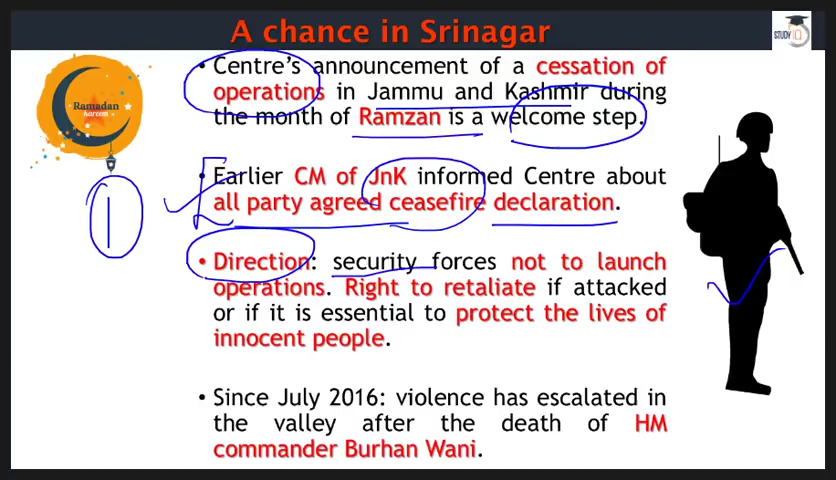 A chance in Srinagar
STUDY IQ
Ramadan
kareem
• Centre's announcement of a cessation of
operations in Jammu and Kashmir during
the month of Ramzan is a welcome step.
• Earlier CM of JnK informed Centre about
all party agreed ceasefire declaration.
1
• Direction: security forces not to launch
operations. Right to retaliate if attacked
or if it is essential to protect the lives of
innocent people.
• Since July 2016: violence has escalated in
the valley after the death of HM
commander Burhan Wani.